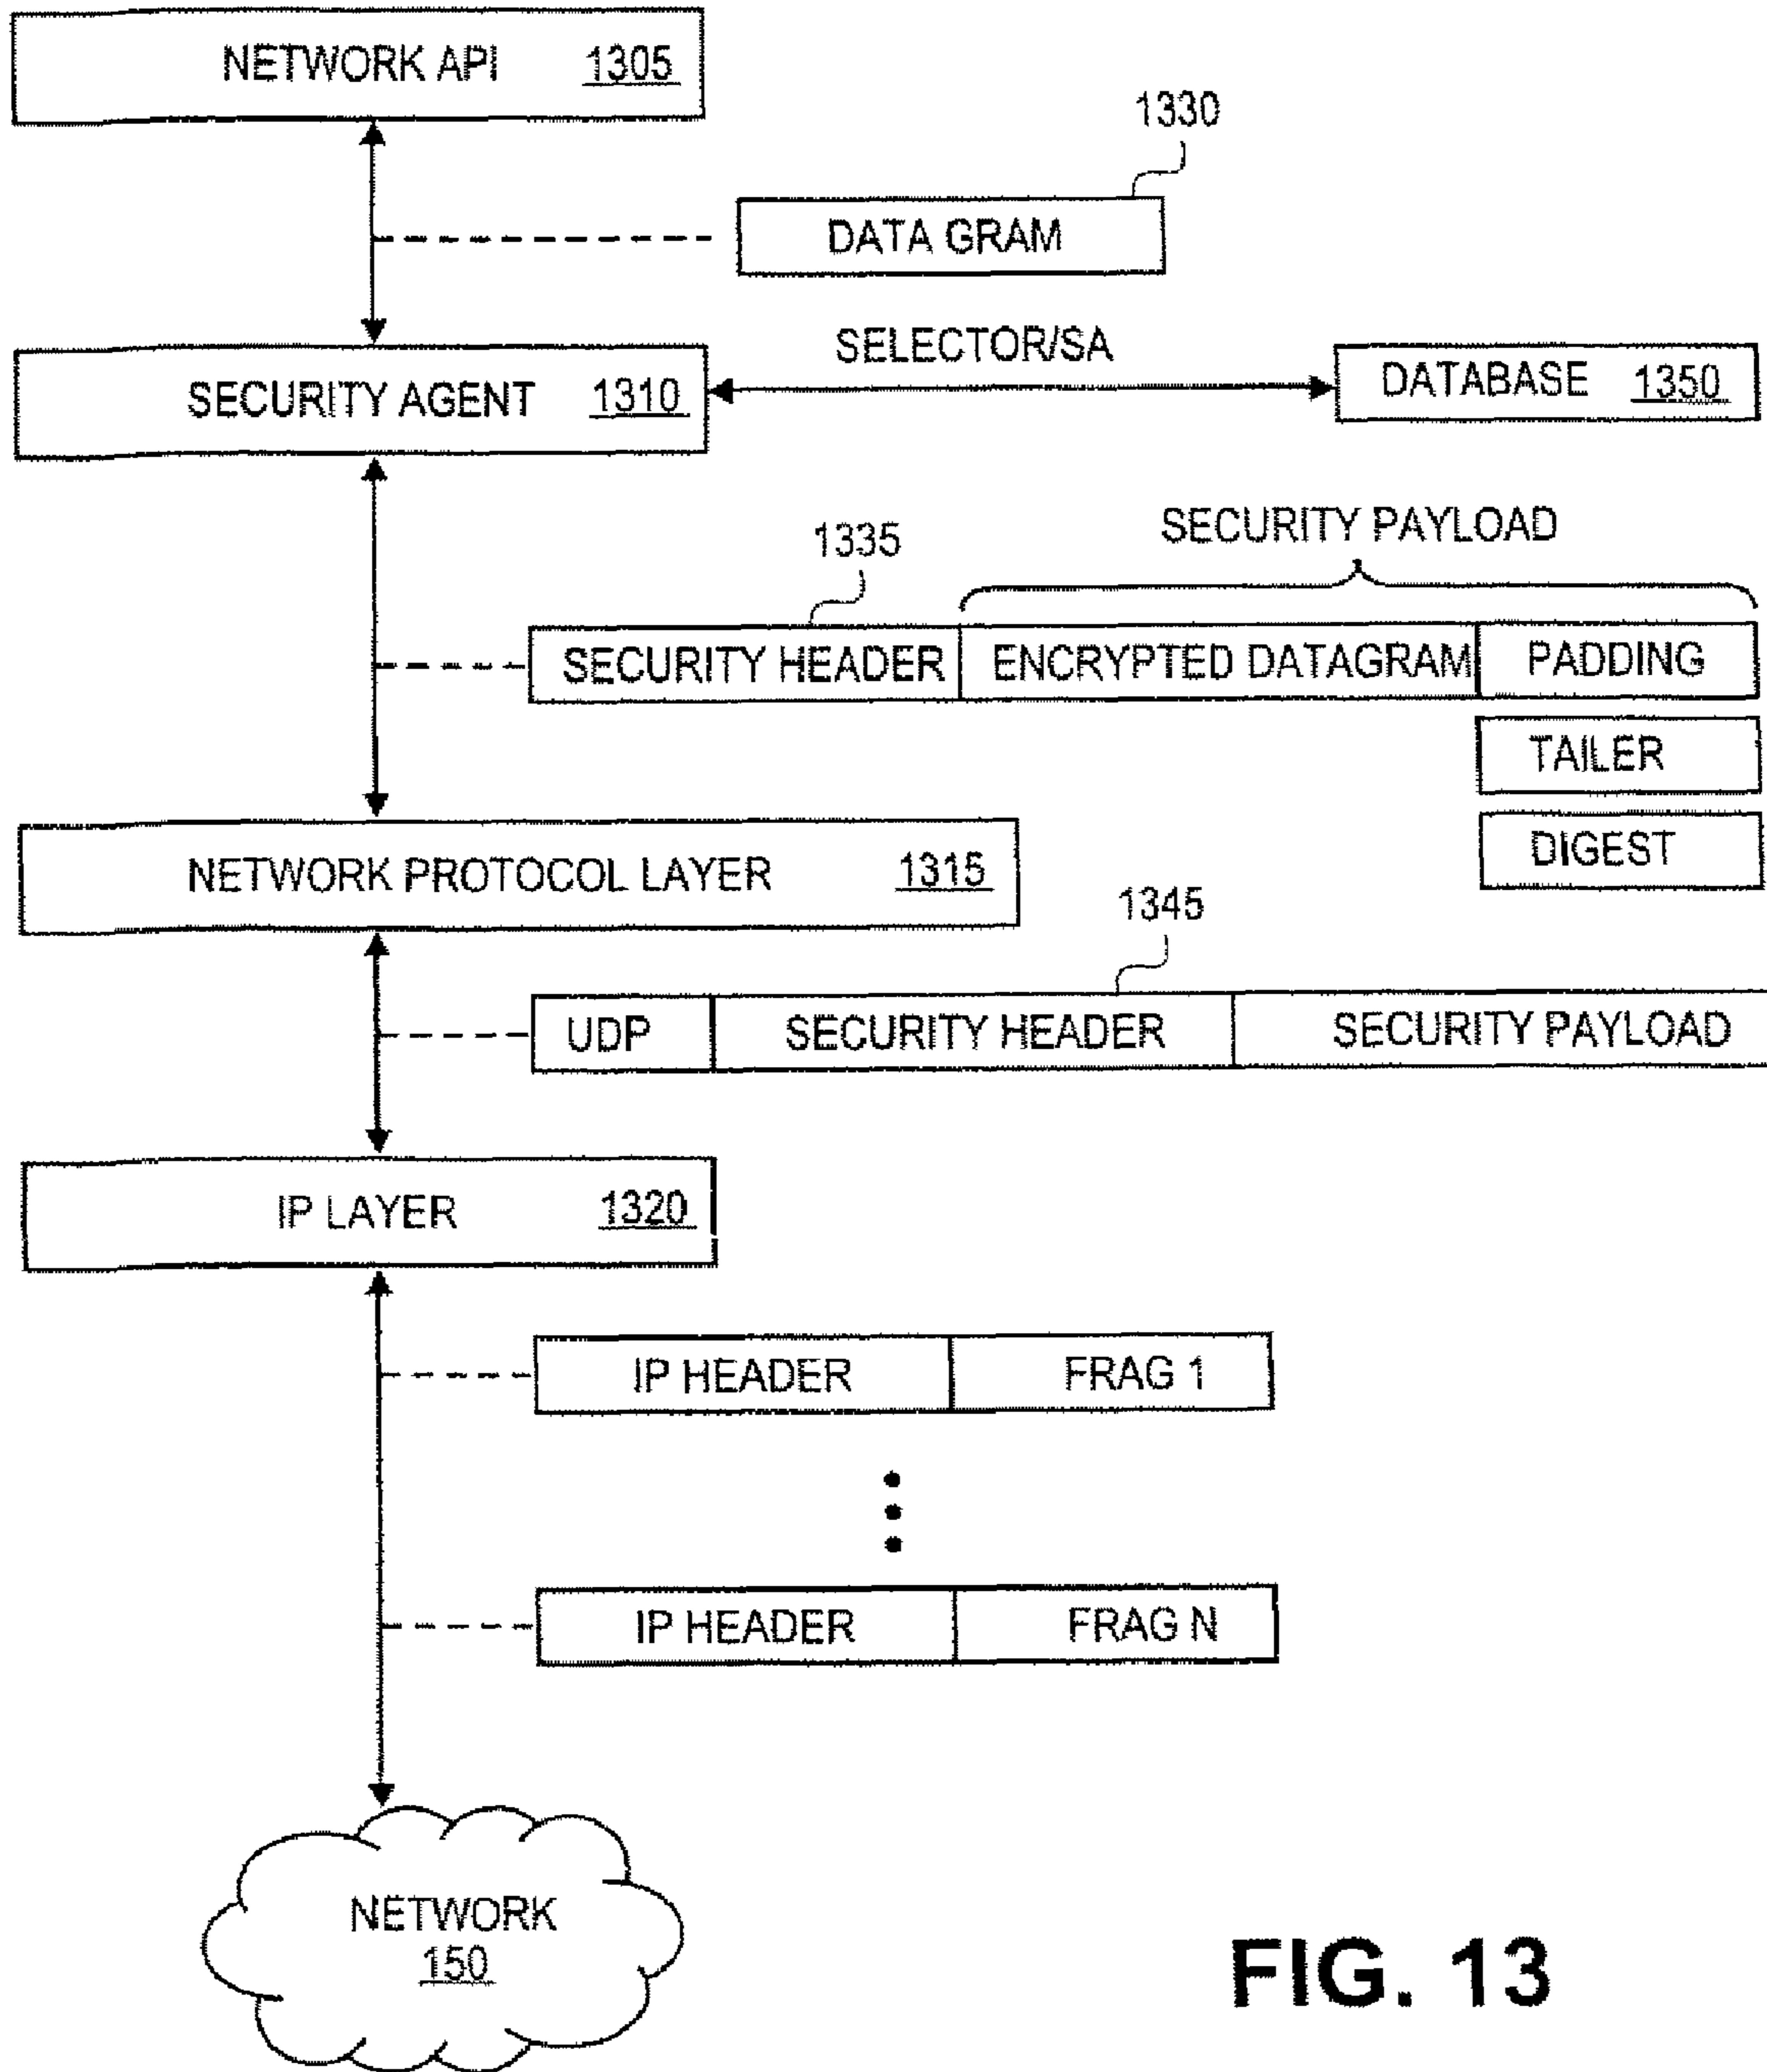 NETWORK API 1305
1330
DATA GRAM
SELECTOR/SA
SECURITY AGENT 1310
DATABASE 1350
SECURITY PAYLOAD
1335
SECURITY HEADER ENCRYPTED DATAGRAM PADDING
TAILER
DIGEST
NETWORK PROTOCOL LAYER 1315
1345
UDP SECURITY HEADER SECURITY PAYLOAD
IP LAYER 1320
IP HEADER FRAG 1
IP HEADER FRAG N
NETWORK
150
FIG. 13